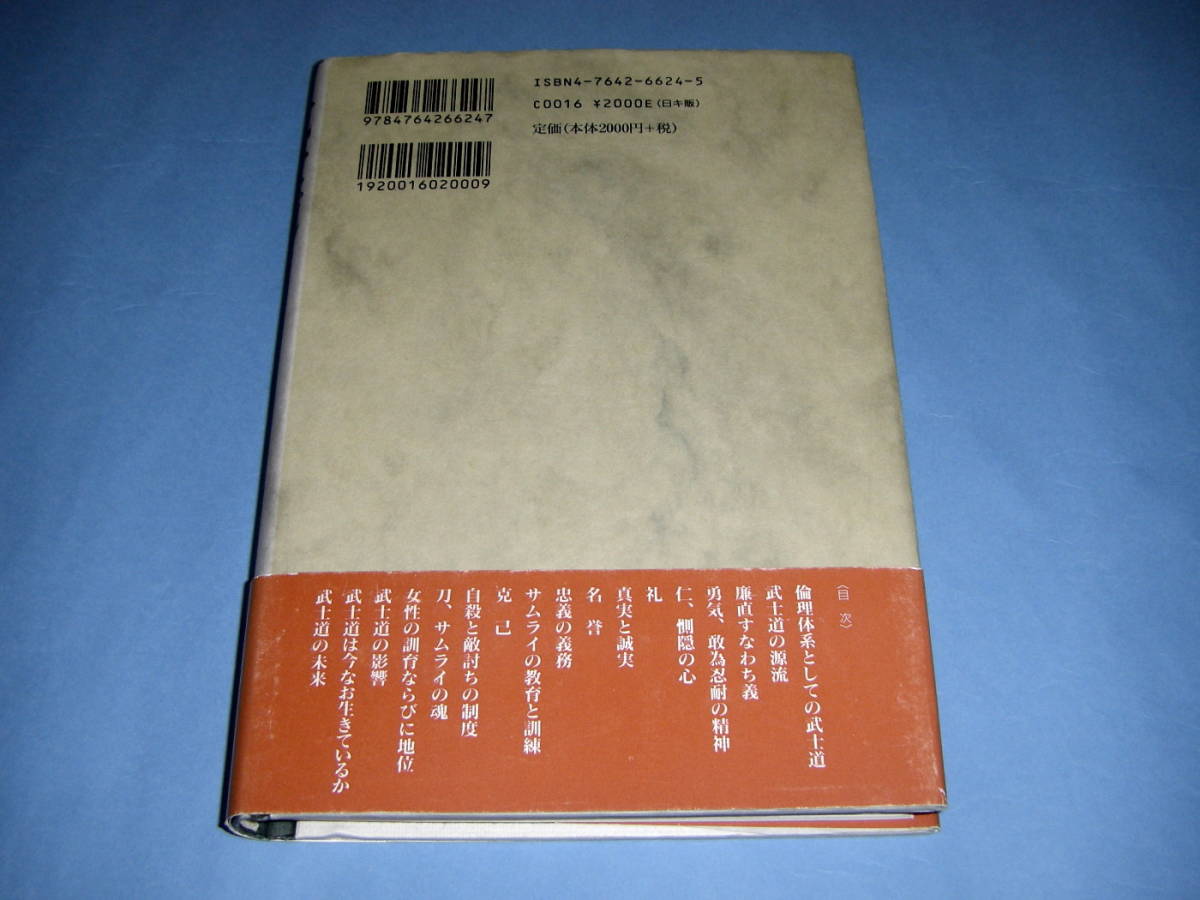 ISBN4-7642-6624-5
C0016 ¥2000E(日キ販)
定価(本体2000円+税)
9784764266247
1920016020009
〈目 次〉
倫理体系としての武士道
武士道の源流
廉直すなわち義
勇気、敢為忍耐の精神
仁、惻隠の心
礼
真実と誠実
名 誉
忠義の義務
サムライの教育と訓練
克 己
自殺と敵討ちの制度
刀、サムライの魂
女性の訓育ならびに地位
武士道の影響
武士道は今なお生きているか
武士道の未来